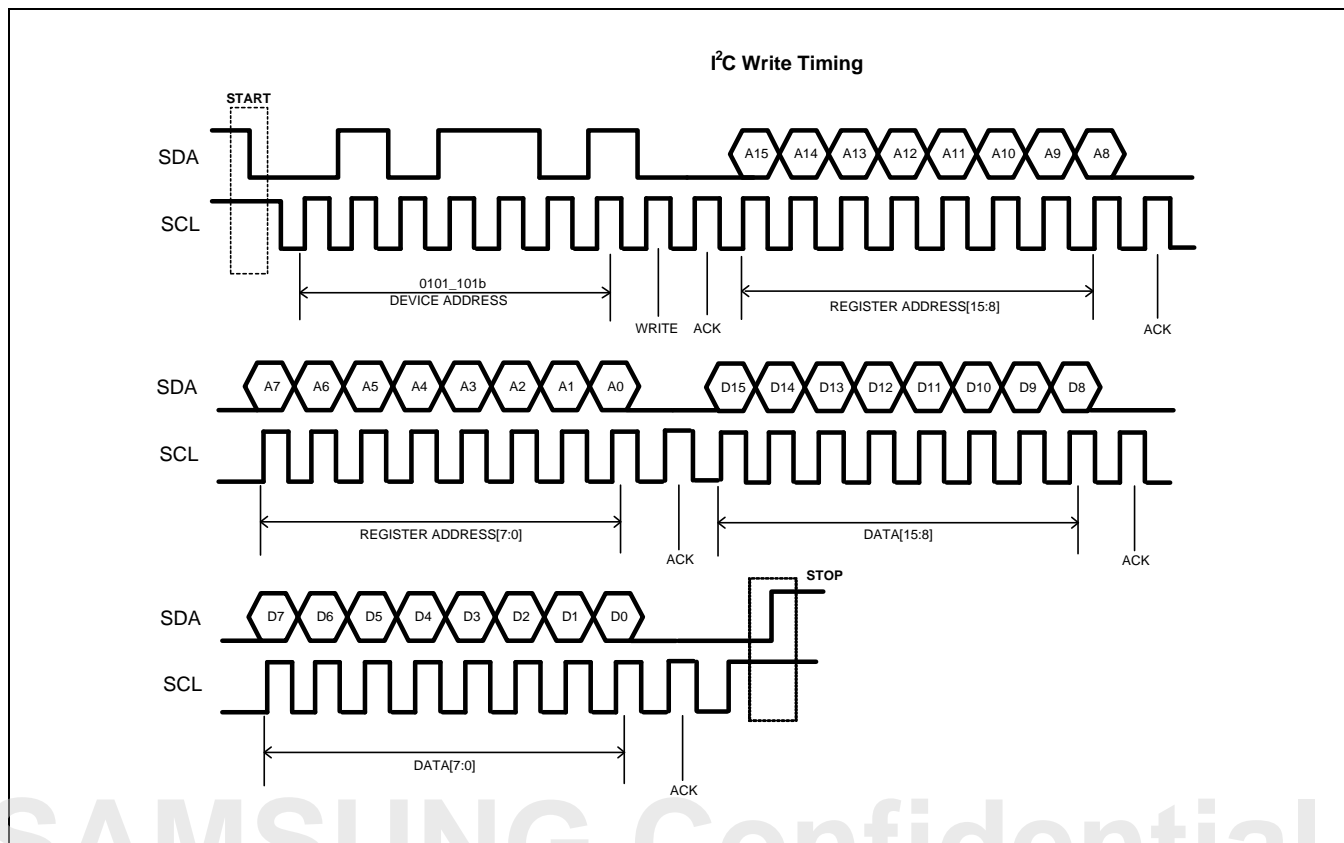 I²C Write Timing
START
SDA
A15 A14 A13 A12 A11 A10 A9 A8
SCL
0101_101b
DEVICE ADDRESS
REGISTER ADDRESS[15:8]
WRITE ACK ACK
SDA
A7 A6 A5 A4 A3 A2 A1 A0 D15 D14 D13 D12 D11 D10 D9 D8
SCL
REGISTER ADDRESS[7:0] DATA[15:8]
ACK ACK
STOP
SDA
D7 D6 D5 D4 D3 D2 D1 D0
SCL
DATA[7:0]
ACK
SAMSUNG Confidential